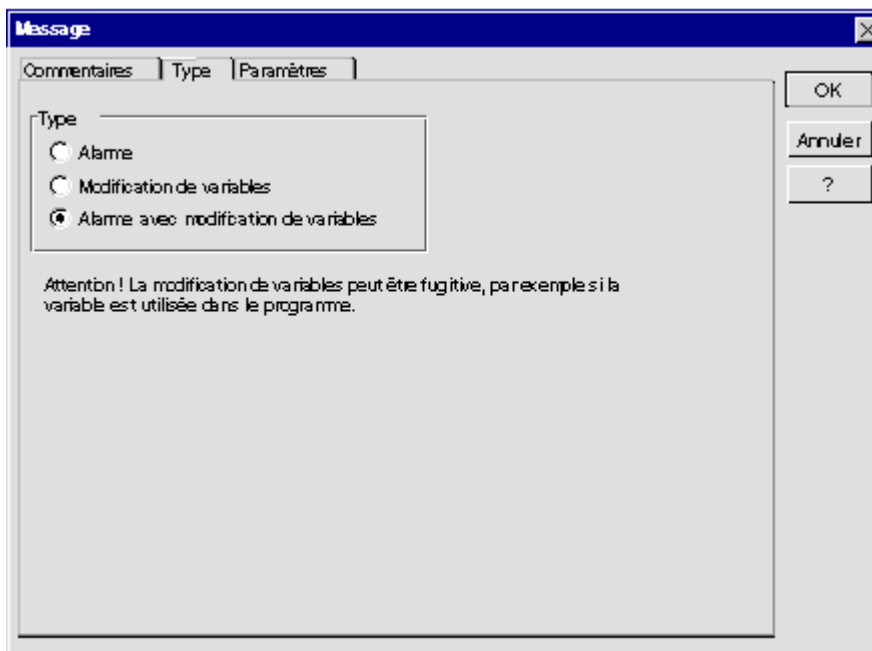 Message
Commentaires Type Paramètres
OK
Type
Alarme
Annuler
Modification de variables
?
Alarme avec modification de variables
Attention ! La modification de variables peut être fugitive, par exemple si la
variable est utilisée dans le programme.